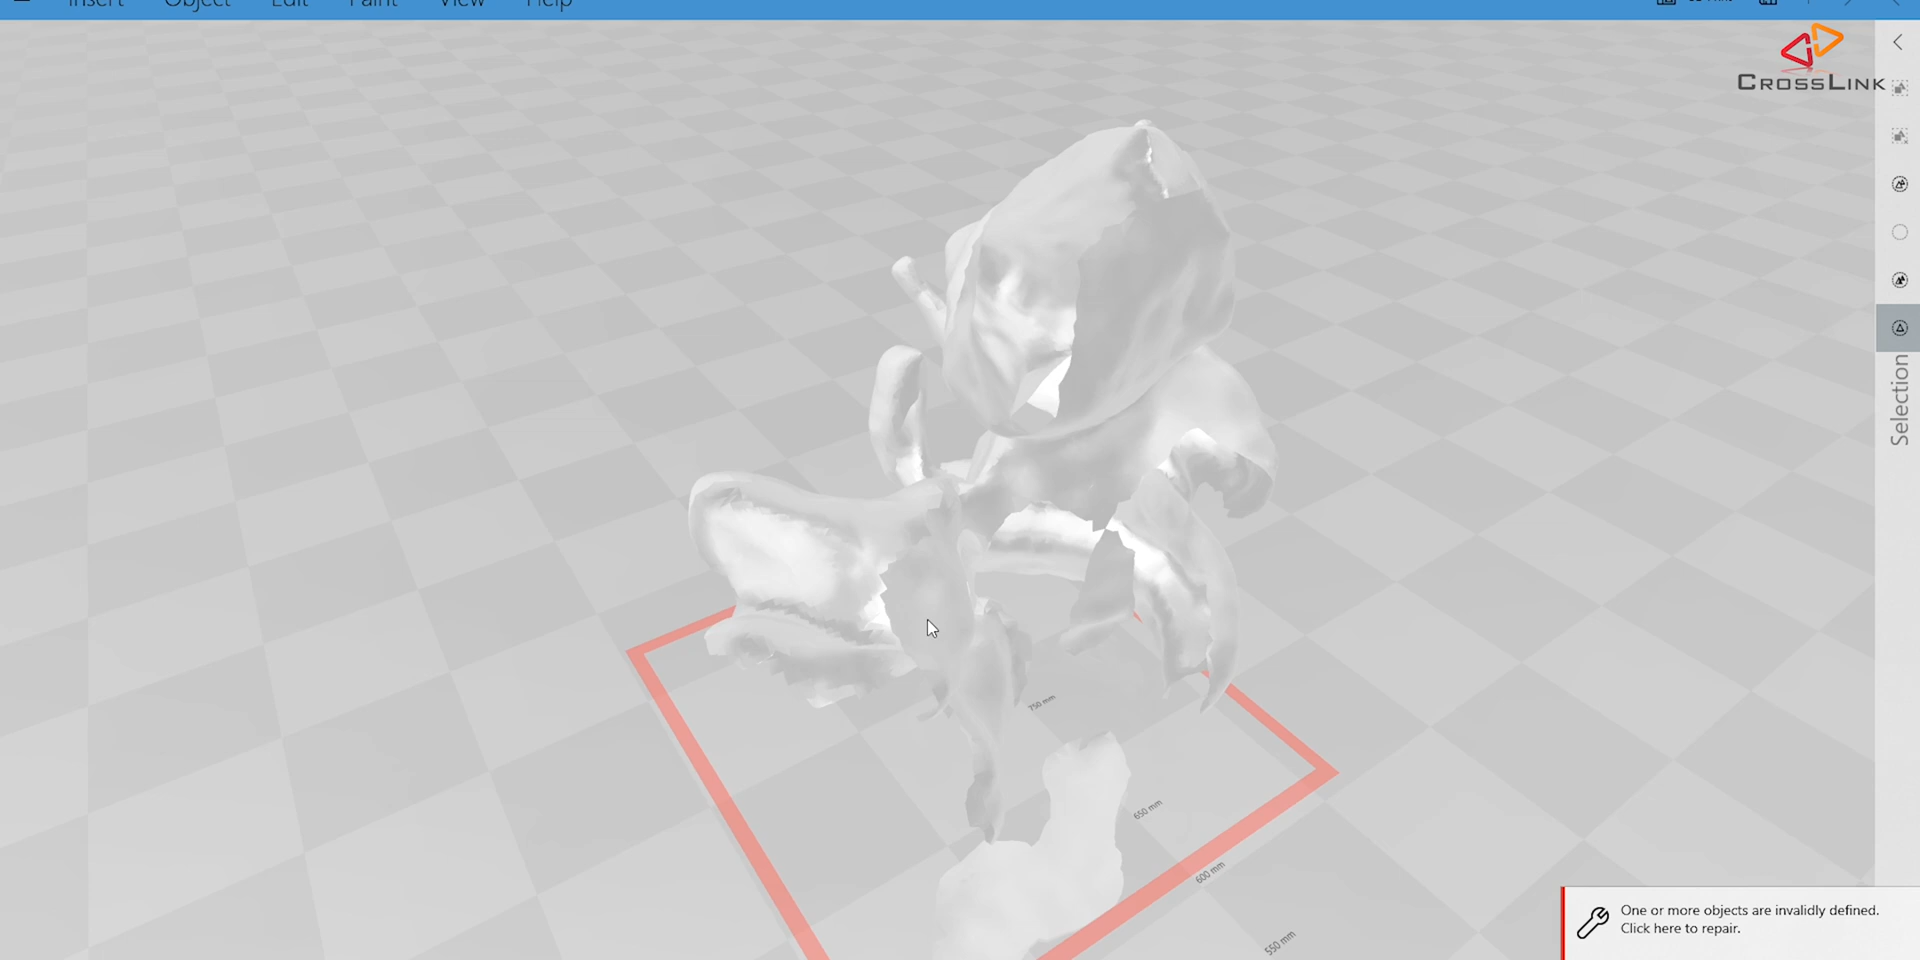 Insert Object Edit Paint View Help
CROSSLINK
Selection
750 mm
650 mm
600 mm
550 mm
One or more objects are invalidly defined.
Click here to repair.